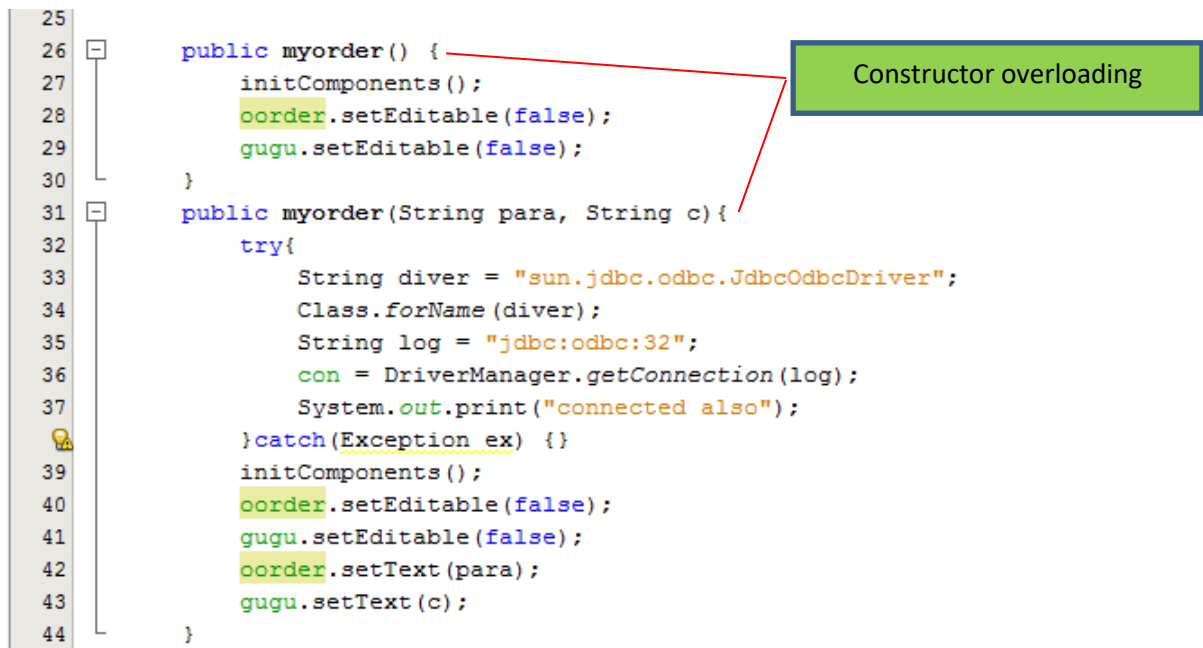 25
26 public myorder() {
Constructor overloading
27 initComponents();
28 oorder.setEditable(false);
29 gugu.setEditable(false);
30 }
31 public myorder(String para, String c){
32 try{
33 String diver = "sun.jdbc.odbc.JdbcOdbcDriver";
34 Class.forName(diver);
35 String log = "jdbc:odbc:32";
36 con = DriverManager.getConnection(log);
37 System.out.print("connected also");
}catch(Exception ex) {}
39 initComponents();
40 oorder.setEditable(false);
41 gugu.setEditable(false);
42 oorder.setText(para);
43 gugu.setText(c);
44 }